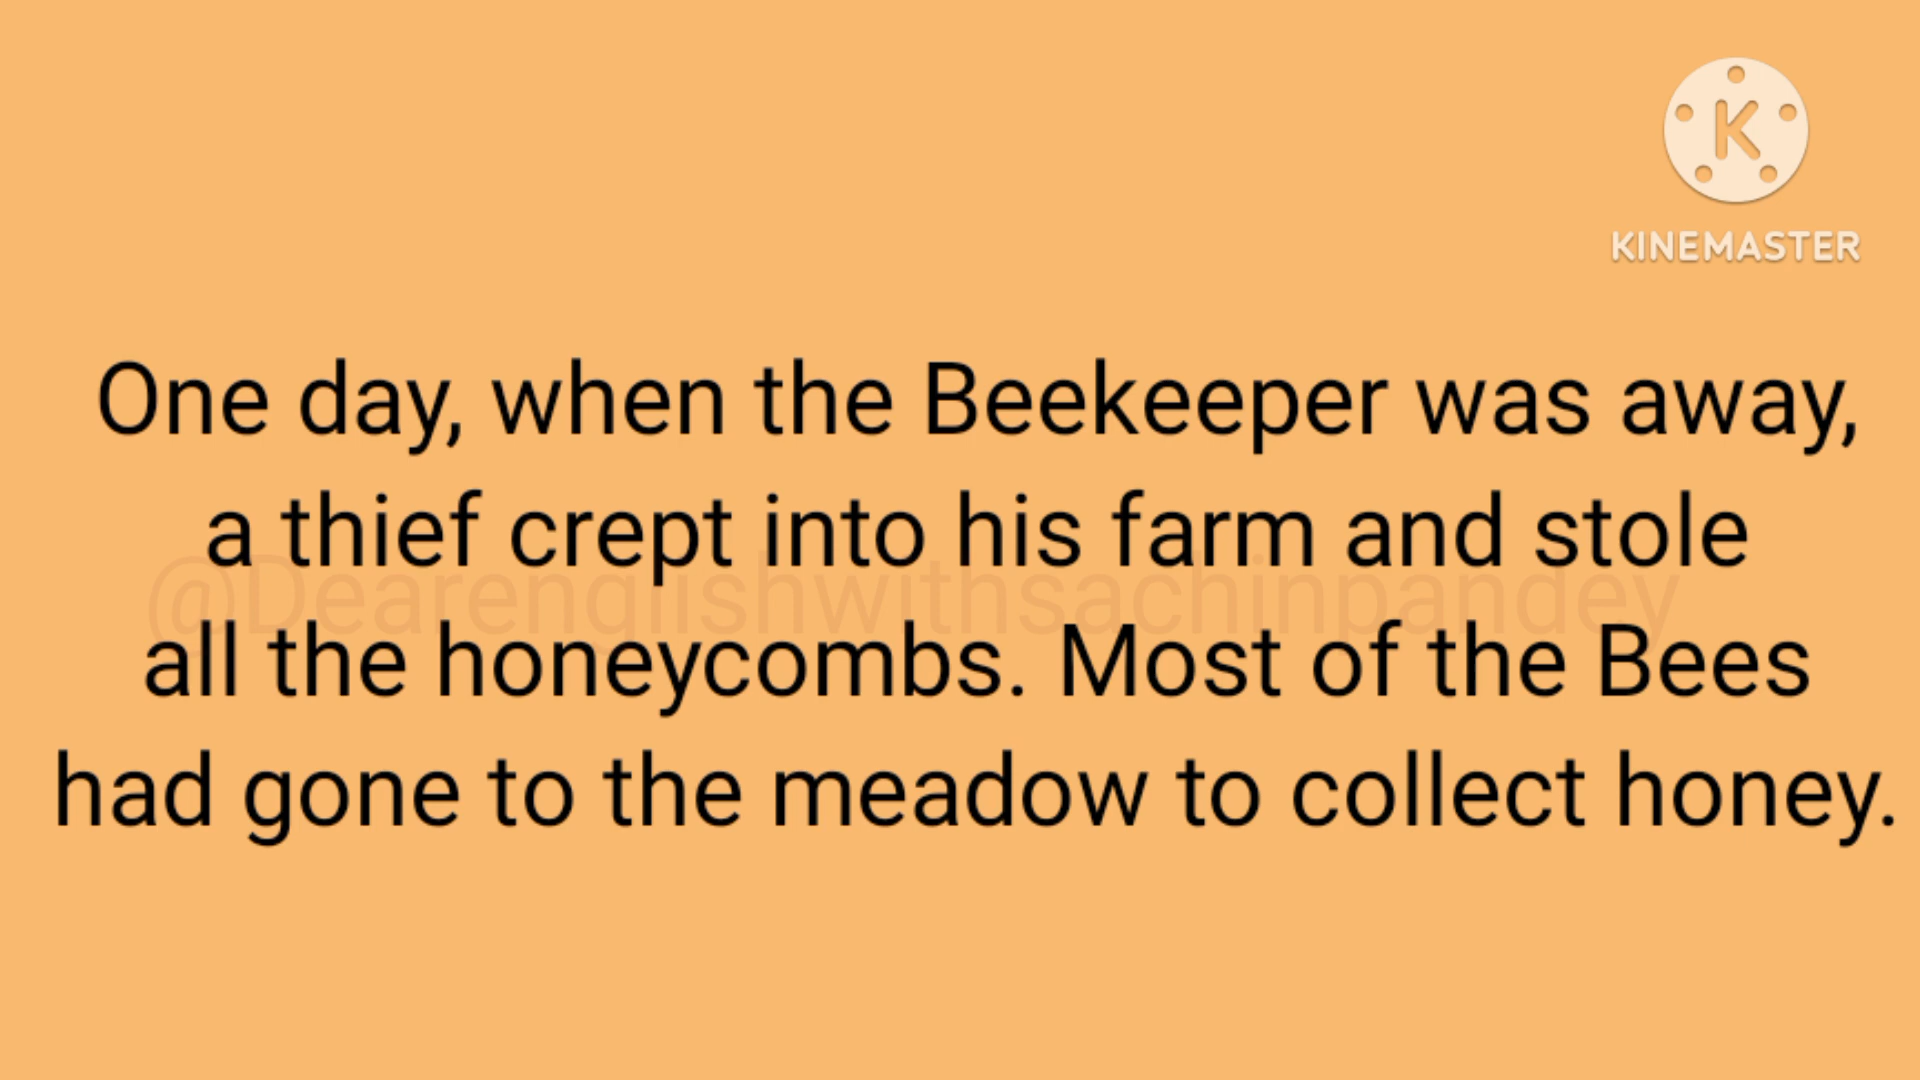 KINEMASTER
One day, when the Beekeeper was away,
a thief crept into his farm and stole
@Dearenglishwithsachinpandey
all the honeycombs. Most of the Bees
had gone to the meadow to collect honey.